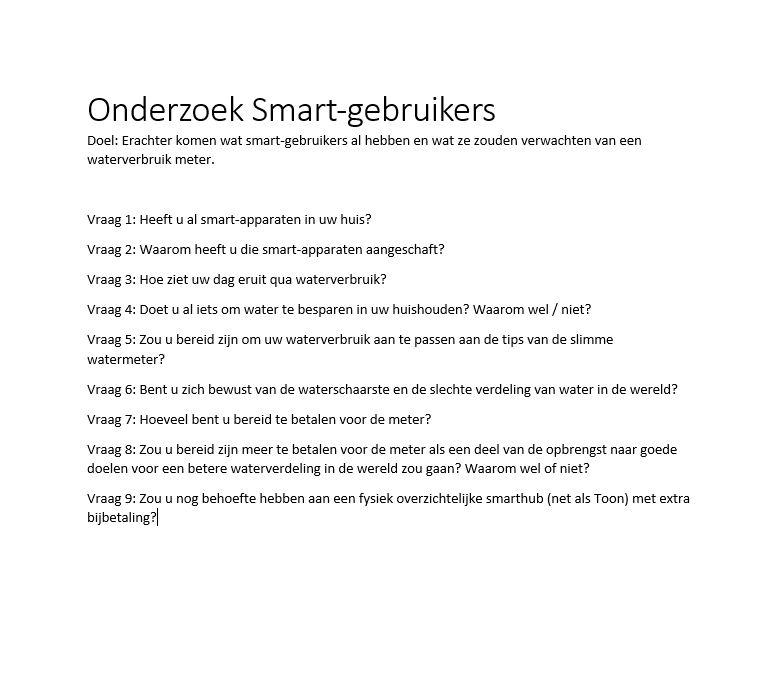 Onderzoek Smart-gebruikers
Doel: Erachter komen wat smart-gebruikers al hebben en wat ze zouden verwachten van een
waterverbruik meter.
Vraag 1: Heeft u al smart-apparaten in uw huis?
Vraag 2: Waarom heeft u die smart-apparaten aangeschaft?
Vraag 3: Hoe ziet uw dag eruit qua waterverbruik?
Vraag 4: Doet u al iets om water te besparen in uw huishouden? Waarom wel / niet?
Vraag 5: Zou u bereid zijn om uw waterverbruik aan te passen aan de tips van de slimme
watermeter?
Vraag 6: Bent u zich bewust van de waterschaarste en de slechte verdeling van water in de wereld?
Vraag 7: Hoeveel bent u bereid te betalen voor de meter?
Vraag 8: Zou u bereid zijn meer te betalen voor de meter als een deel van de opbrengst naar goede
doelen voor een betere waterverdeling in de wereld zou gaan? Waarom wel of niet?
Vraag 9: Zou u nog behoefte hebben aan een fysiek overzichtelijke smarthub (net als Toon) met extra
bijbetaling?